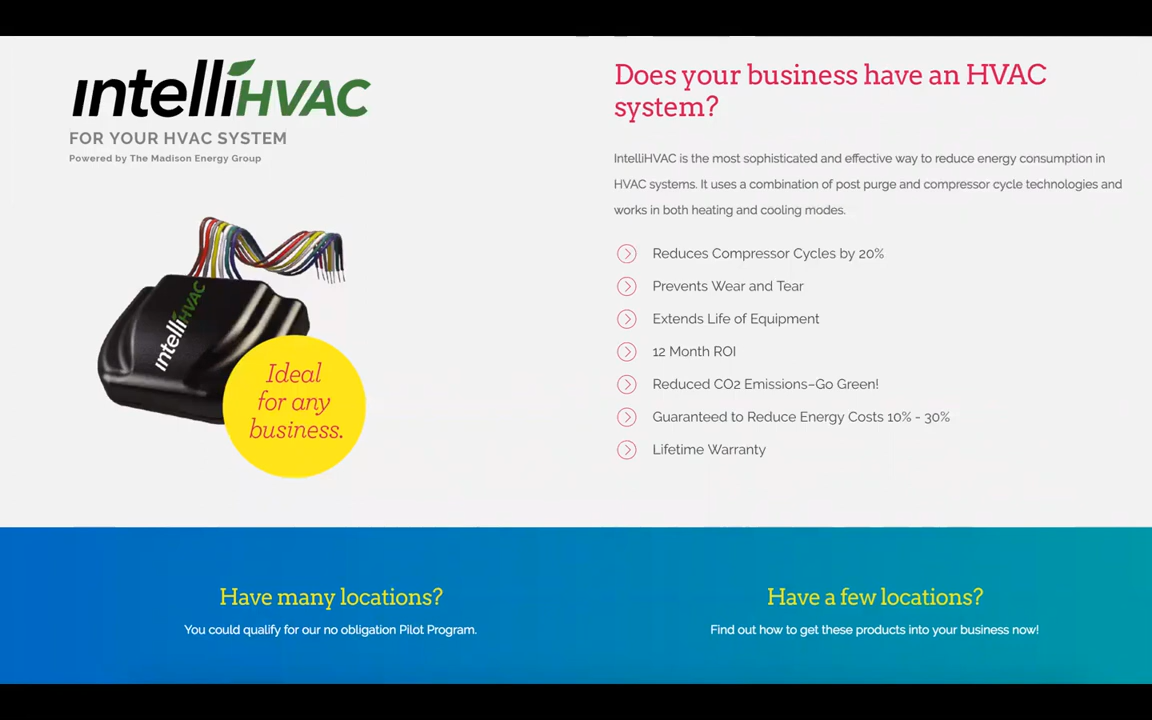 intelliHVAC
FOR YOUR HVAC SYSTEM
Powered by The Madison Energy Group
intelliHVAC
Ideal
for any
business.
Does your business have an HVAC
system?
IntelliHVAC is the most sophisticated and effective way to reduce energy consumption in
HVAC systems. It uses a combination of post purge and compressor cycle technologies and
works in both heating and cooling modes.
Reduces Compressor Cycles by 20%
Prevents Wear and Tear
Extends Life of Equipment
12 Month ROI
Reduced CO2 Emissions–Go Green!
Guaranteed to Reduce Energy Costs 10% - 30%
Lifetime Warranty
Have many locations?
You could qualify for our no obligation Pilot Program.
Have a few locations?
Find out how to get these products into your business now!